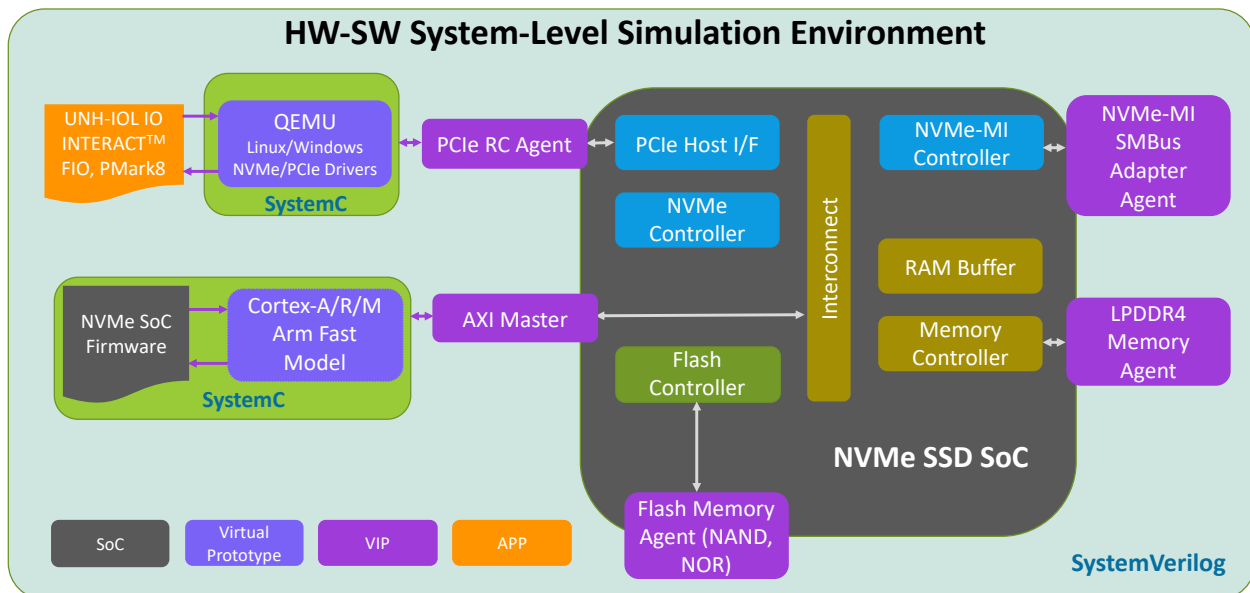 HW-SW System-Level Simulation Environment
UNH-IOL IO
INTERACT™
FIO, PMark8
QEMU
Linux/Windows
NVMe/PCIe Drivers
SystemC
PCIe RC Agent
PCIe Host I/F
NVMe
Controller
Interconnect
NVMe-MI
Controller
NVMe-MI
SMBus
Adapter
Agent
RAM Buffer
NVMe SoC
Firmware
Cortex-A/R/M
Arm Fast
Model
SystemC
AXI Master
Flash
Controller
Memory
Controller
LPDDR4
Memory
Agent
NVMe SSD SoC
Flash Memory
Agent (NAND,
NOR)
SoC
Virtual
Prototype
VIP
APP
SystemVerilog